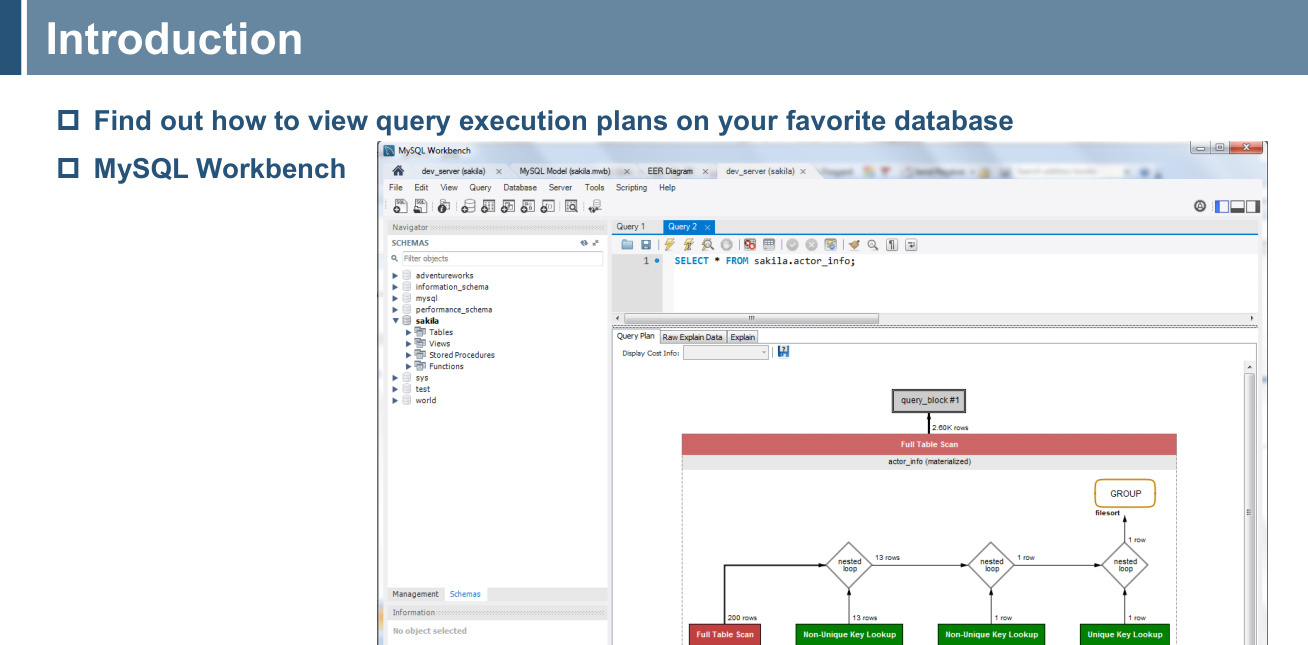 Introduction
Find out how to view query execution plans on your favorite database
MySQL Workbench
MySQL Workbench
dev_server (sakila)
MySQL Model (sakila.mwb)
EER Diagram
dev_server (sakila)
File Edit View Query Database Server Tools Scripting Help
Navigator
SCHEMAS
Filter objects
adventureworks
information_schema
mysql
performance_schema
sakila
Tables
Views
Stored Procedures
Functions
sys
test
world
Management Schemas
Information
No object selected
Query 1 Query 2
1 SELECT * FROM sakila.actor_info;
Query Plan Raw Explain Data Explain
Display Cost Info:
query_block #1
2.60K rows
Full Table Scan
actor_info (materialized)
GROUP
filesort
1 row
nested
loop
13 rows
nested
loop
1 row
nested
loop
200 rows
13 rows
1 row
1 row
Full Table Scan
Non-Unique Key Lookup
Non-Unique Key Lookup
Unique Key Lookup